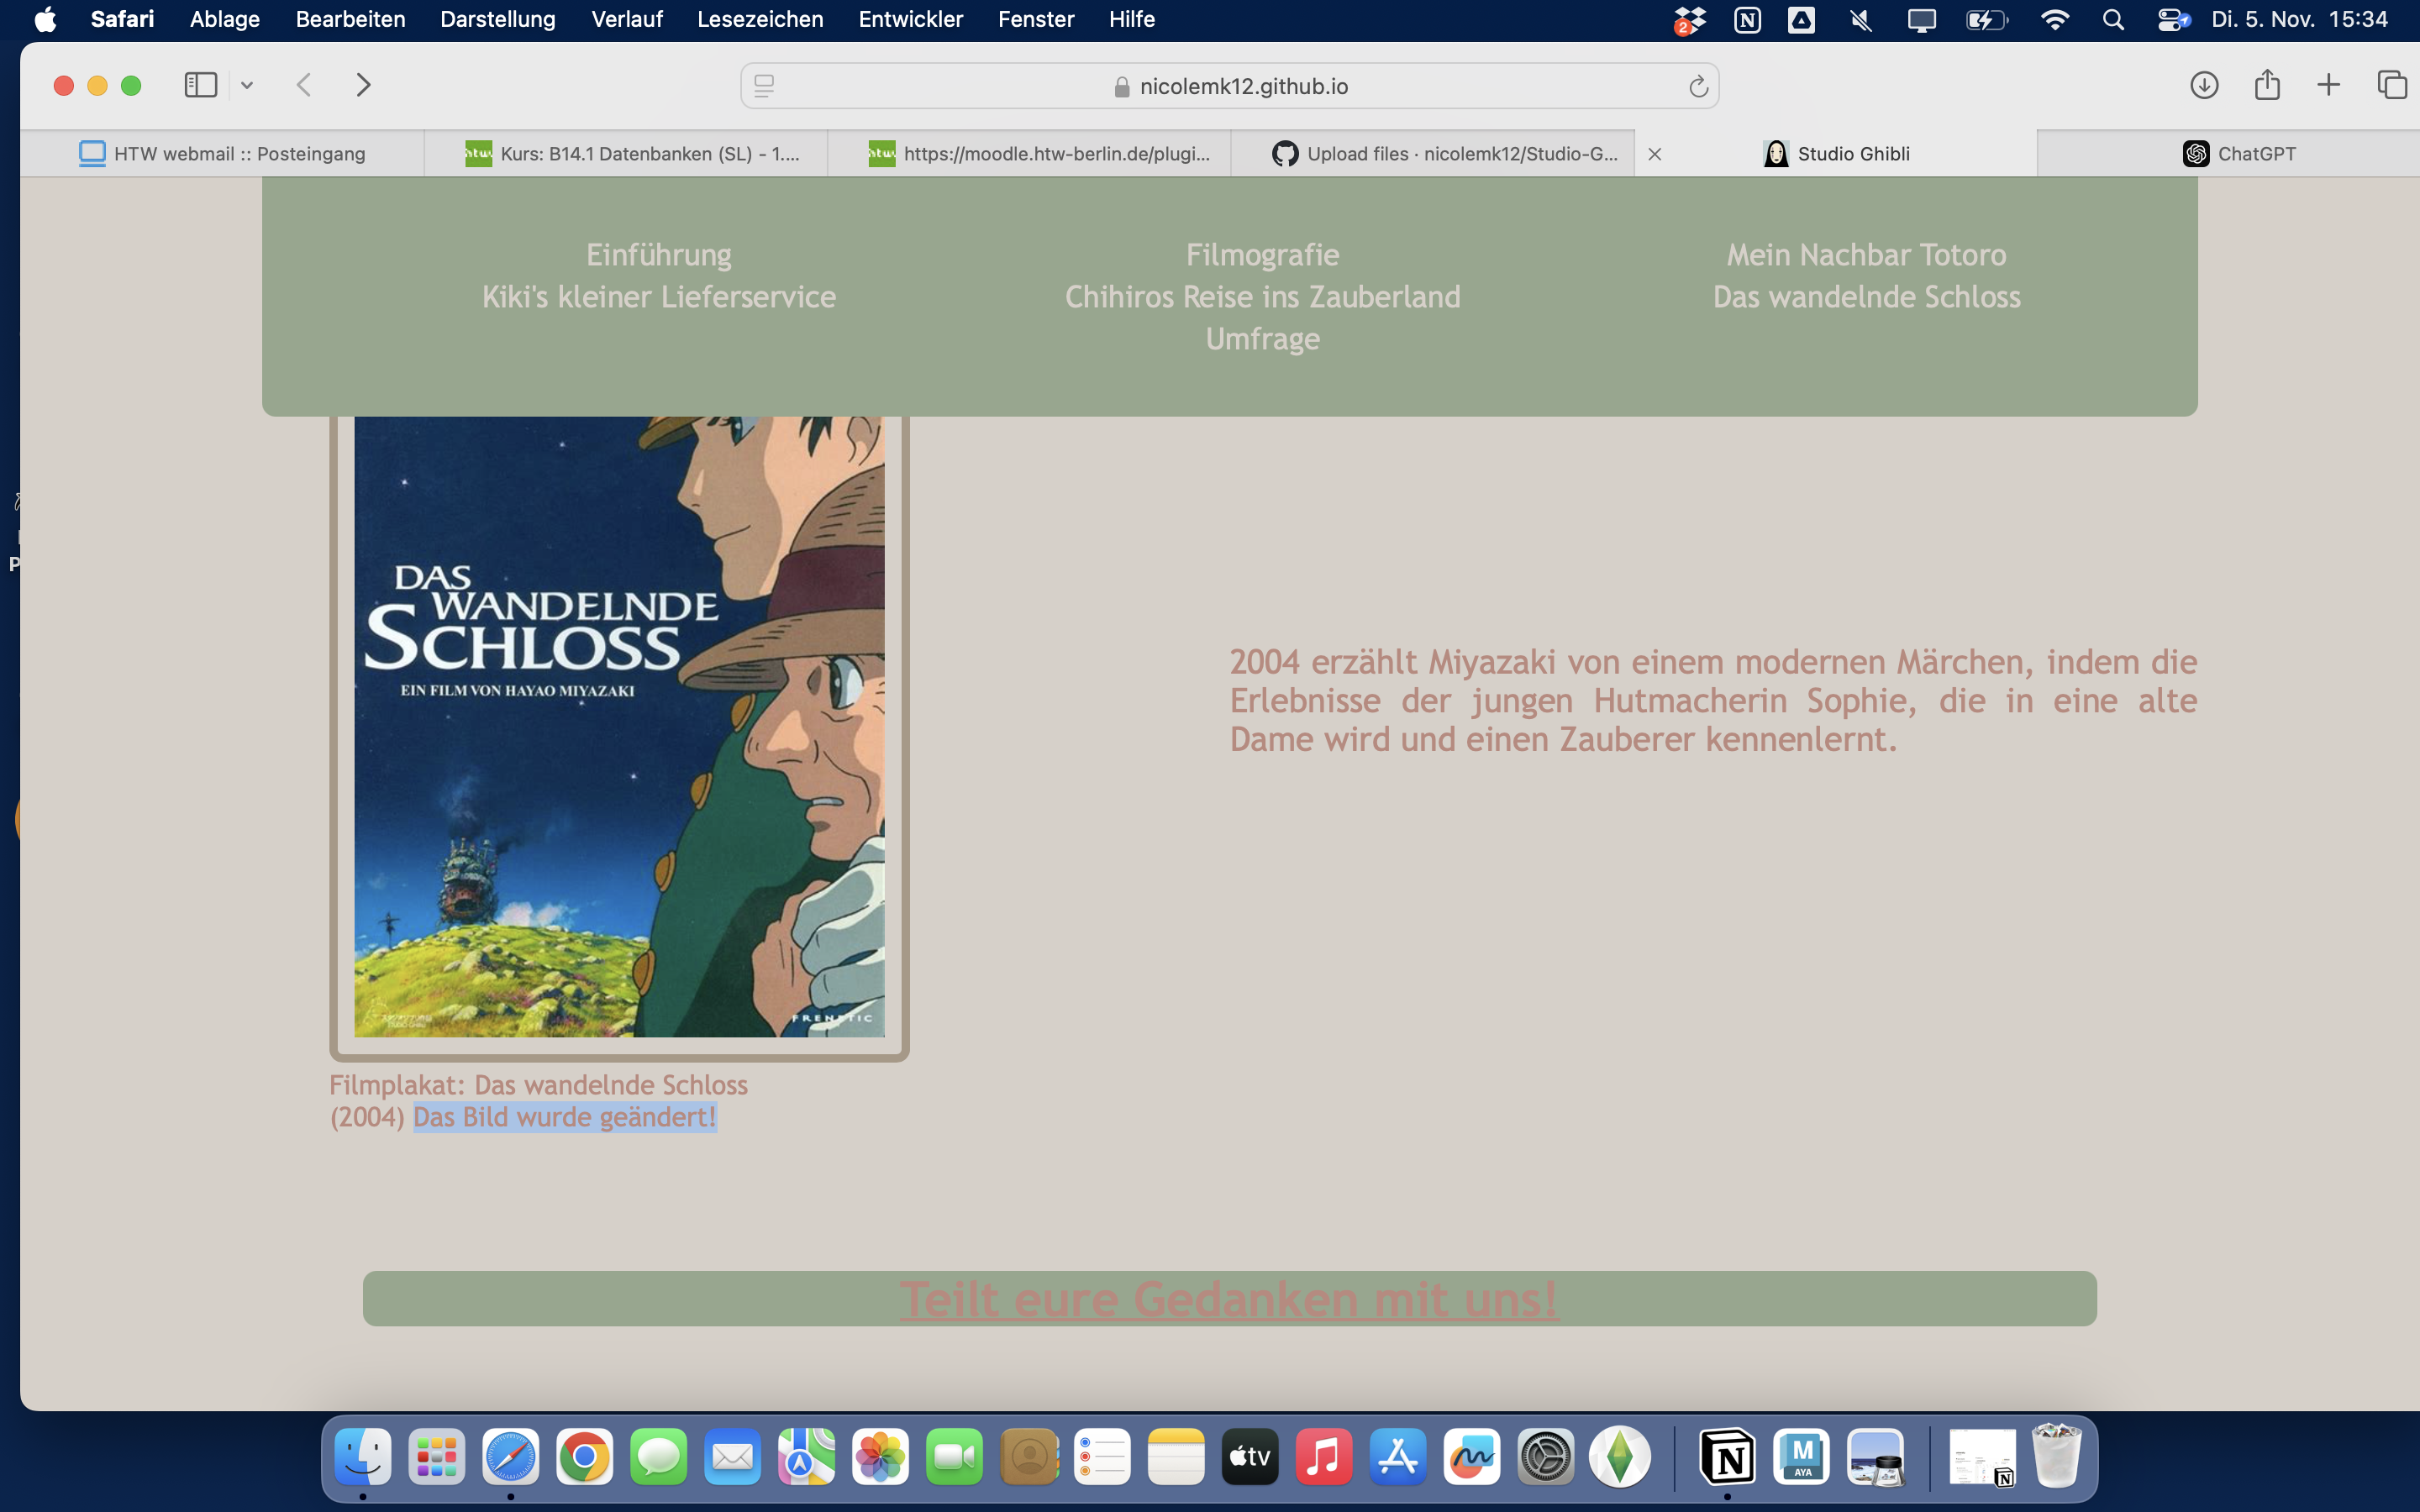 Safari Ablage Bearbeiten Darstellung Verlauf Lesezeichen Entwickler Fenster Hilfe 2 Di. 5. Nov. 15:34
nicolemk12.github.io
HTW webmail :: Posteingang Kurs: B14.1 Datenbanken (SL) - 1.... https://moodle.htw-berlin.de/plugi... Upload files · nicolemk12/Studio-G... Studio Ghibli ChatGPT
Einführung Filmografie Mein Nachbar Totoro
Kiki's kleiner Lieferservice Chihiros Reise ins Zauberland Das wandelnde Schloss
Umfrage
DAS
WANDELNDE
SCHLOSS
EIN FILM VON HAYAO MIYAZAKI
FRENETIC
2004 erzählt Miyazaki von einem modernen Märchen, indem die
Erlebnisse der jungen Hutmacherin Sophie, die in eine alte
Dame wird und einen Zauberer kennenlernt.
Filmplakat: Das wandelnde Schloss
(2004) Das Bild wurde geändert!
Teilt eure Gedanken mit uns!
tv M AYA